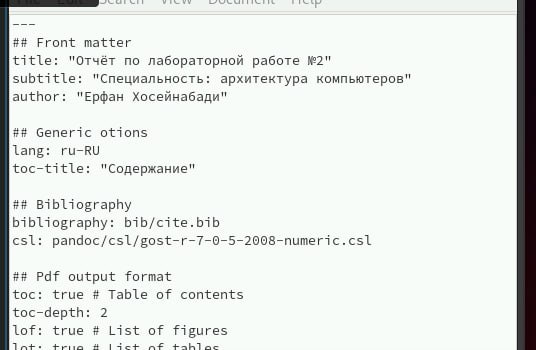 Search View Document Help
---
## Front matter
title: "Отчёт по лабораторной работе №2"
subtitle: "Специальность: архитектура компьютеров"
author: "Ерфан Хосейнабади"
## Generic otions
lang: ru-RU
toc-title: "Содержание"
## Bibliography
bibliography: bib/cite.bib
csl: pandoc/csl/gost-r-7-0-5-2008-numeric.csl
## Pdf output format
toc: true # Table of contents
toc-depth: 2
lof: true # List of figures
lot: true # List of tables